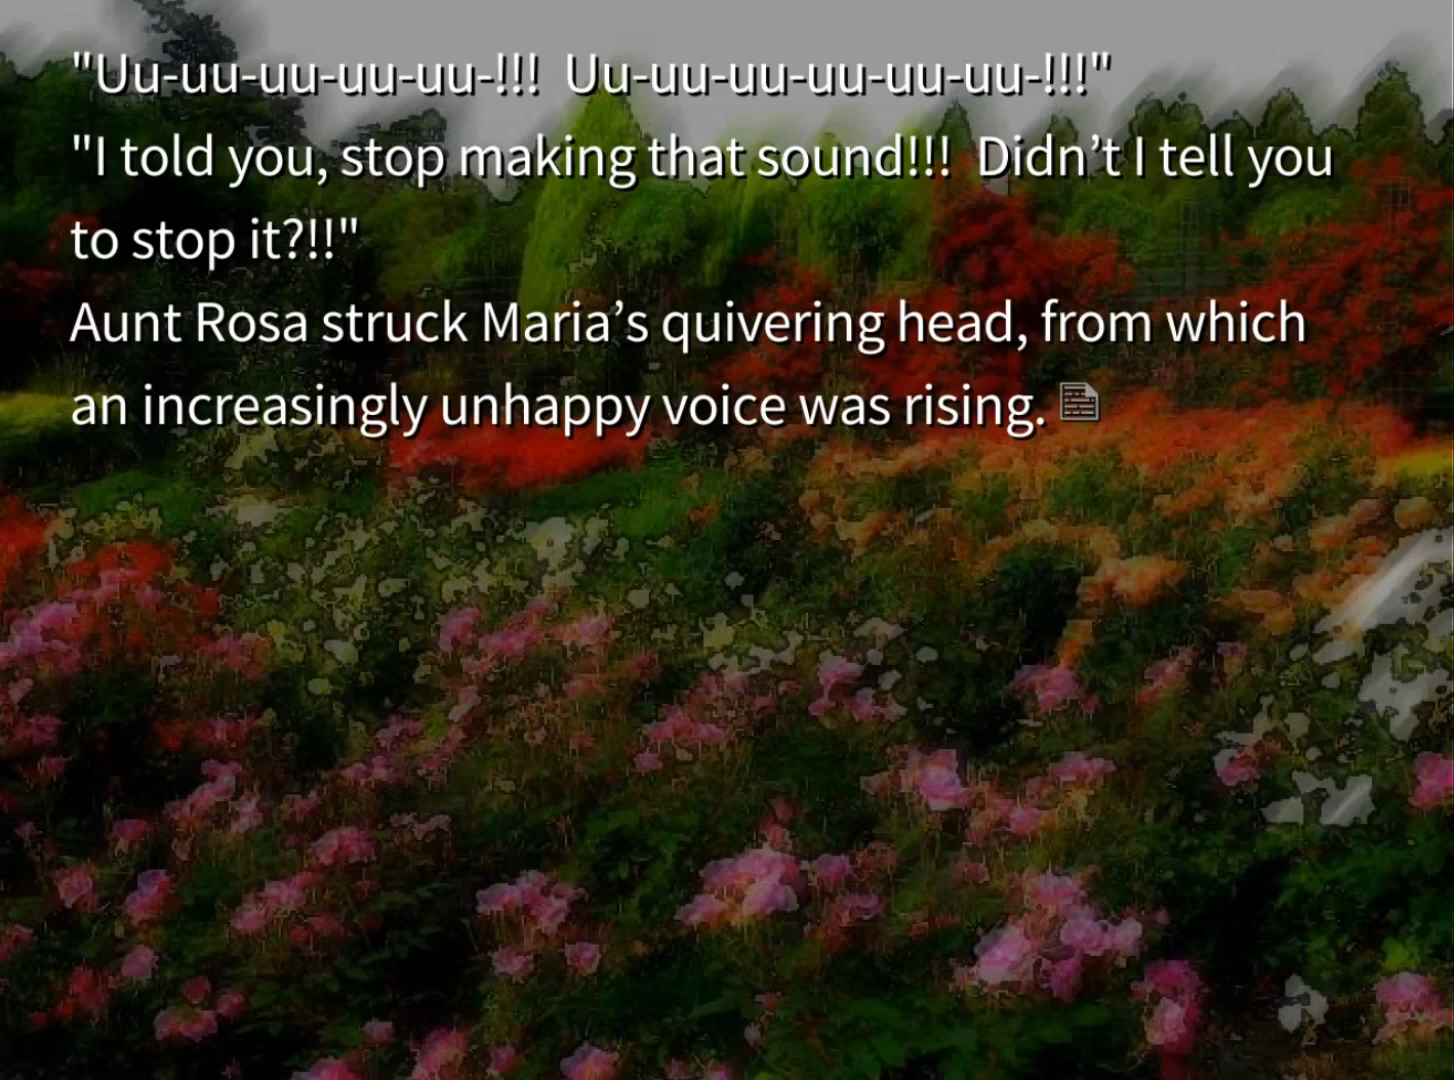 "Uu-uu-uu-uu-uu-!!!  Uu-uu-uu-uu-uu-uu-!!!"
"I told you, stop making that sound!!!  Didn’t I tell you
to stop it?!!"
Aunt Rosa struck Maria’s quivering head, from which
an increasingly unhappy voice was rising.